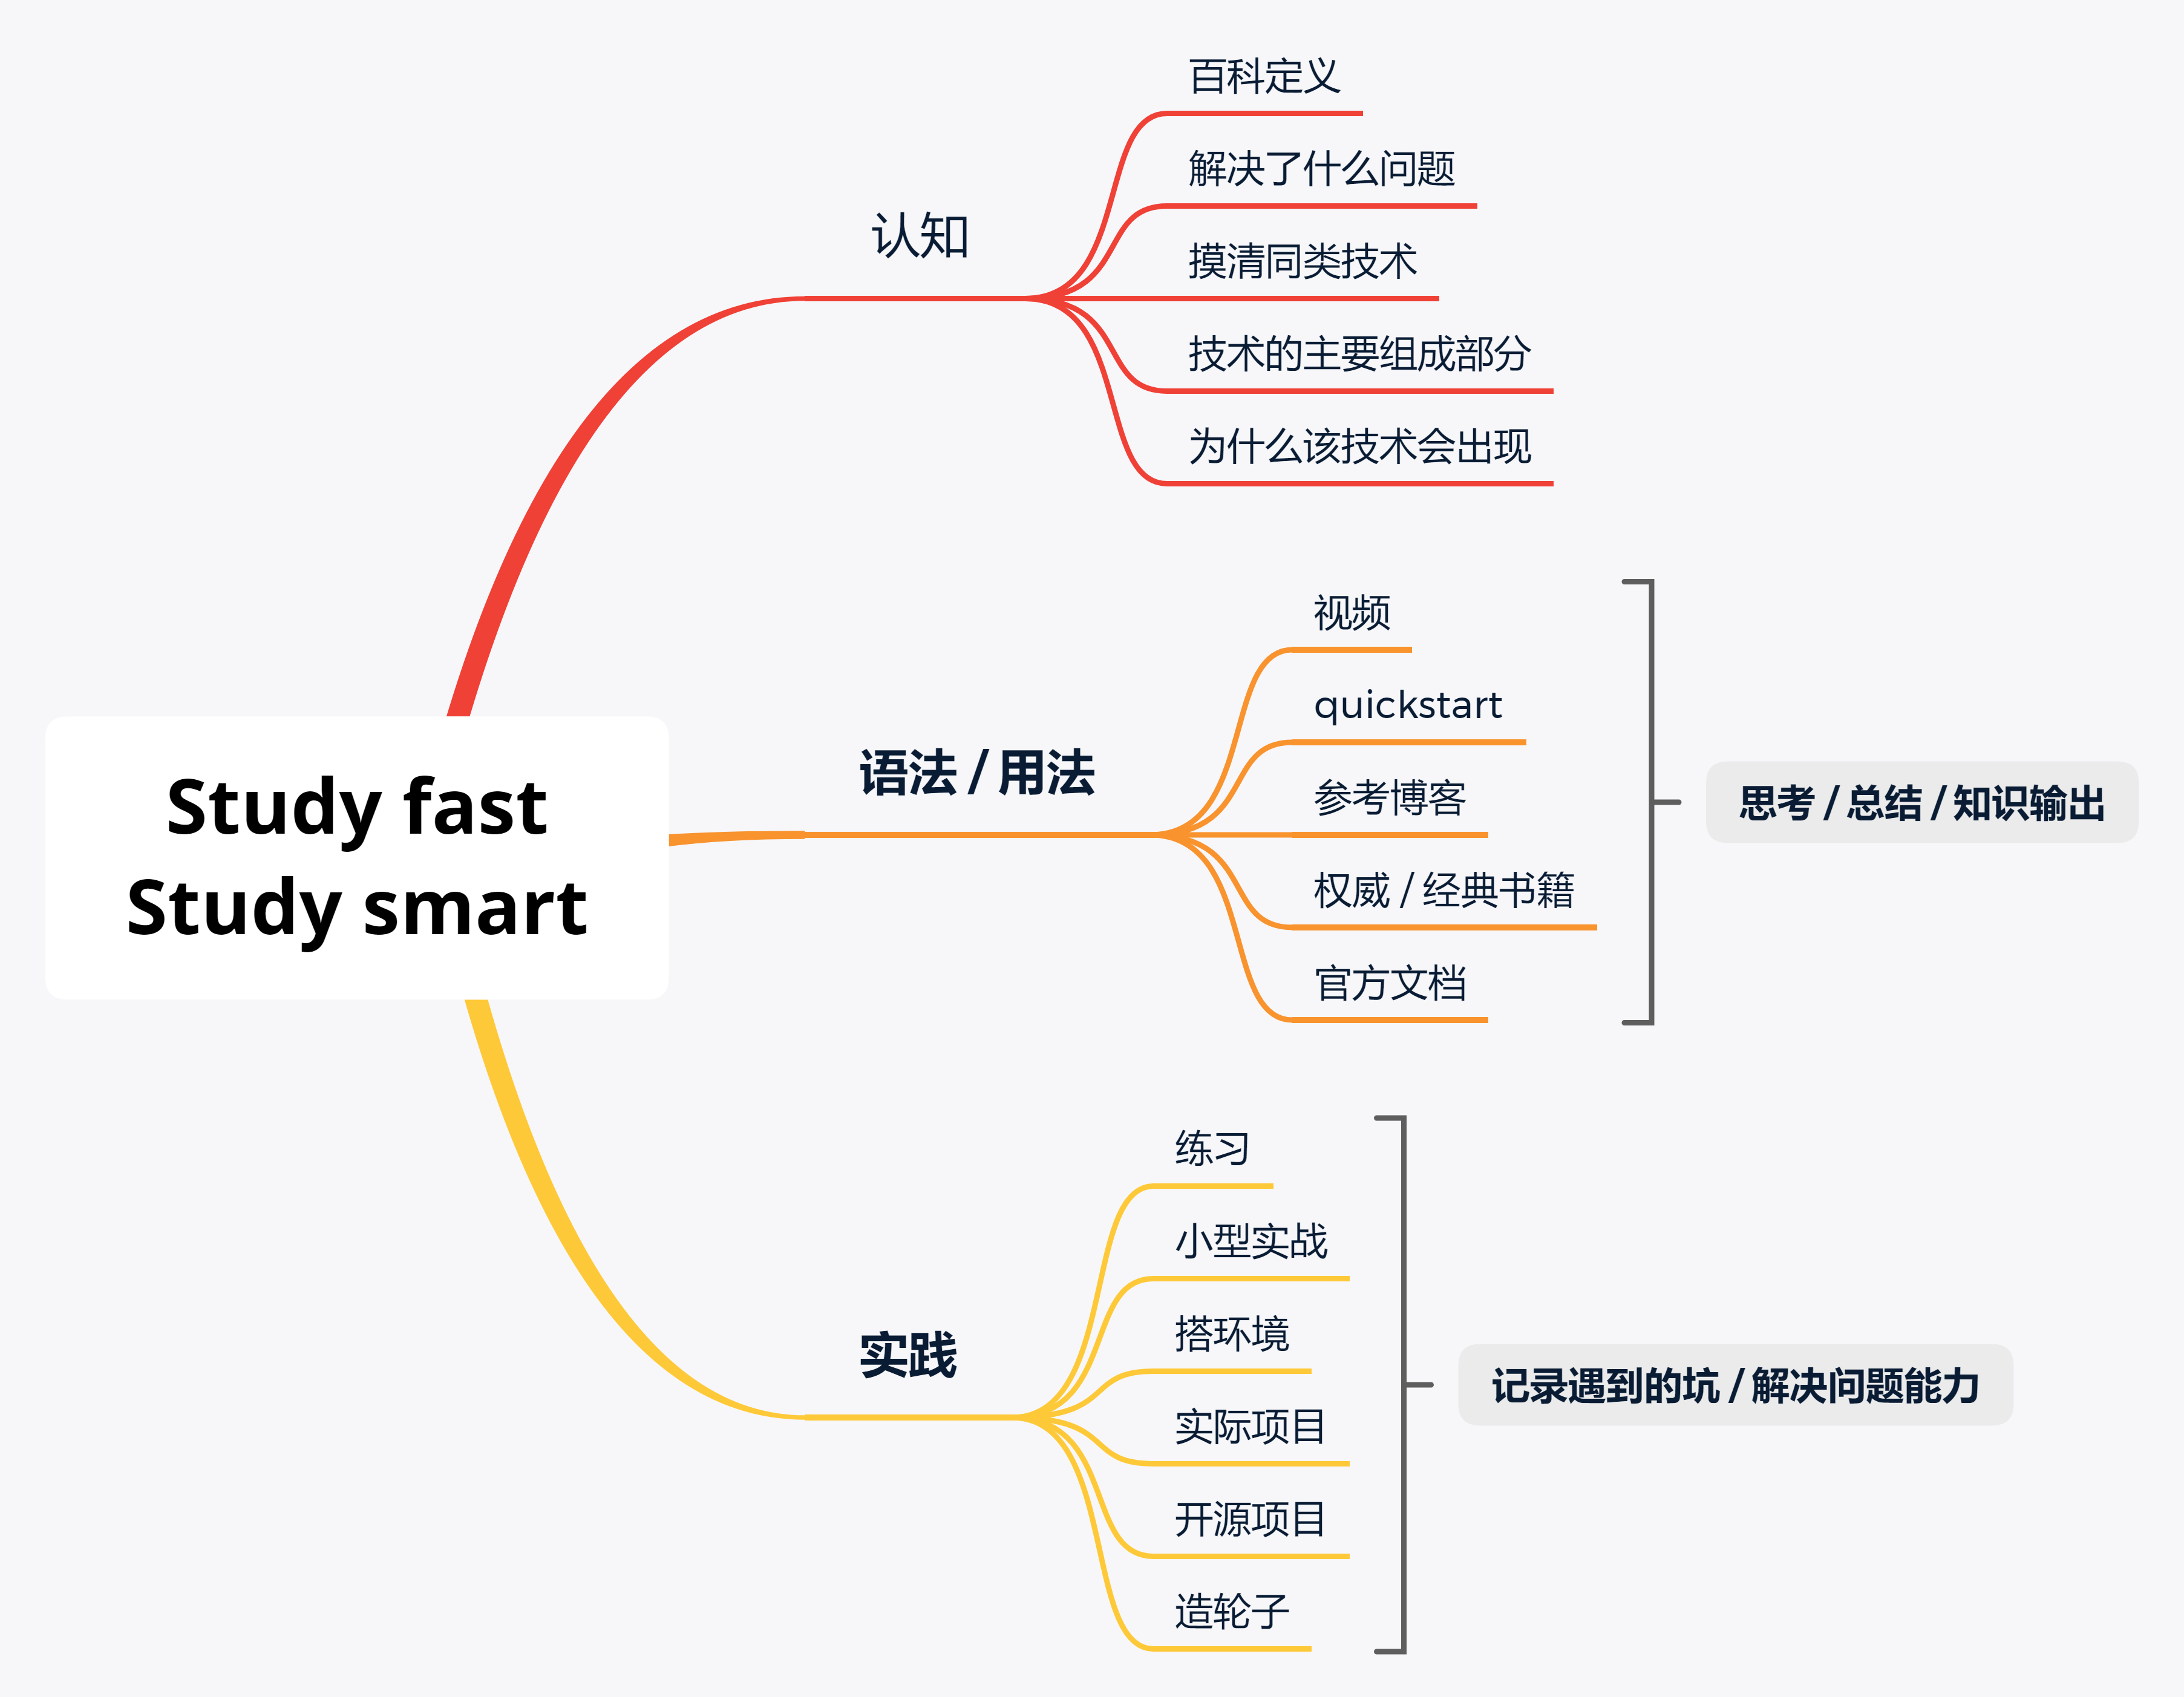 Study fast
Study smart
认知
百科定义
解决了什么问题
摸清同类技术
技术的主要组成部分
为什么该技术会出现
语法 / 用法
视频
quickstart
参考博客
权威 / 经典书籍
官方文档
思考 / 总结 / 知识输出
实践
练习
小型实战
搭环境
实际项目
开源项目
造轮子
记录遇到的坑 / 解决问题能力